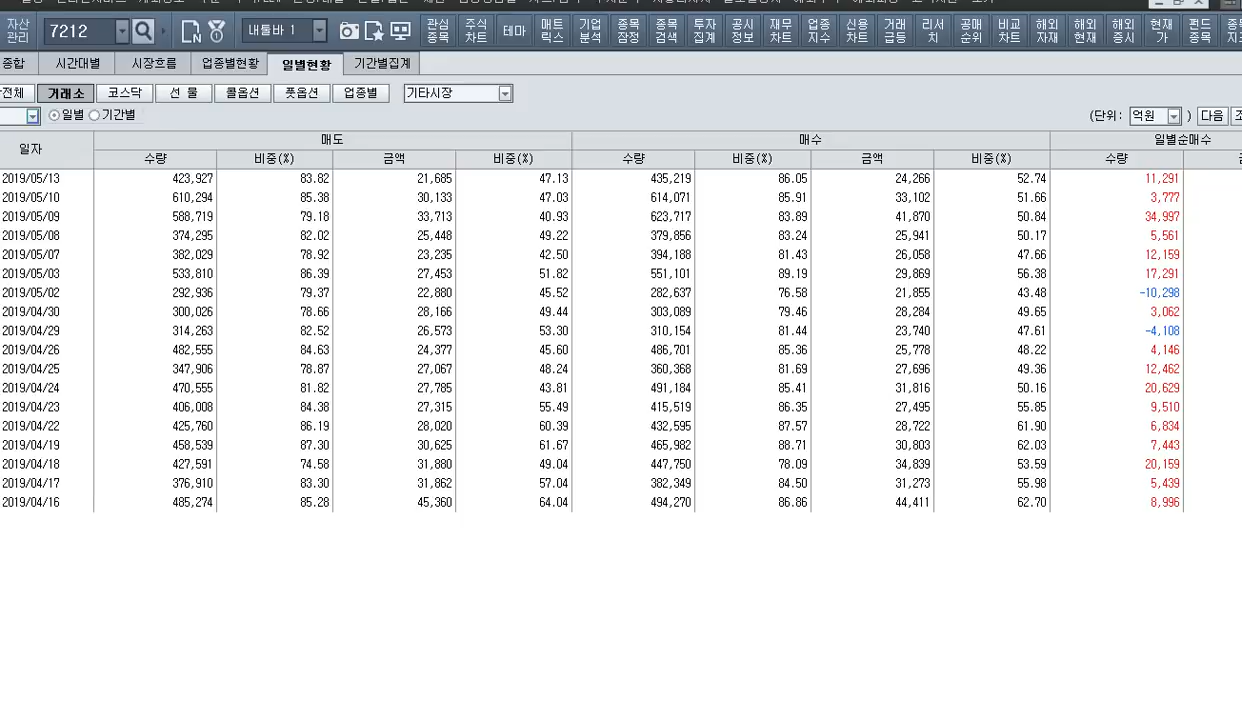 자산 관리 7212 내툴바 1 관심 종목 주식 차트 테마 매트 릭스 기업 분석 종목 잠정 종목 검색 투자 집계 공시 정보 재무 차트 업종 지수 신용 차트 거래 급등 리서 치 공매 순위 비교 차트 해외 자재 해외 현재 해외 증시 현재 가 펀드 종목
종합 시간대별 시장흐름 업종별현황 일별현황 기간별집계
전체 거래소 코스닥 선 물 콜옵션 풋옵션 업종별 기타시장
일별 기간별 (단위: 억원 ) 다음
일자 매도 매수 일별순매수
수량 비중(%) 금액 비중(%) 수량 비중(%) 금액 비중(%) 수량
2019/05/13 423,927 83.82 21,685 47.13 435,219 86.05 24,266 52.74 11,291
2019/05/10 610,294 85.38 30,133 47.03 614,071 85.91 33,102 51.66 3,777
2019/05/09 588,719 79.18 33,713 40.93 623,717 83.89 41,870 50.84 34,997
2019/05/08 374,295 82.02 25,448 49.22 379,856 83.24 25,941 50.17 5,561
2019/05/07 382,029 78.92 23,235 42.50 394,188 81.43 26,058 47.66 12,159
2019/05/03 533,810 86.39 27,453 51.82 551,101 89.19 29,869 56.38 17,291
2019/05/02 292,936 79.37 22,880 45.52 282,637 76.58 21,855 43.48 -10,298
2019/04/30 300,026 78.66 28,166 49.44 303,089 79.46 28,284 49.65 3,062
2019/04/29 314,263 82.52 26,573 53.30 310,154 81.44 23,740 47.61 -4,108
2019/04/26 482,555 84.63 24,377 45.60 486,701 85.36 25,778 48.22 4,146
2019/04/25 347,906 78.87 27,067 48.24 360,368 81.69 27,696 49.36 12,462
2019/04/24 470,555 81.82 27,785 43.81 491,184 85.41 31,816 50.16 20,629
2019/04/23 406,008 84.38 27,315 55.49 415,519 86.35 27,495 55.85 9,510
2019/04/22 425,760 86.19 28,020 60.39 432,595 87.57 28,722 61.90 6,834
2019/04/19 458,539 87.30 30,625 61.67 465,982 88.71 30,803 62.03 7,443
2019/04/18 427,591 74.58 31,880 49.04 447,750 78.09 34,839 53.59 20,159
2019/04/17 376,910 83.30 31,862 57.04 382,349 84.50 31,273 55.98 5,439
2019/04/16 485,274 85.28 45,360 64.04 494,270 86.86 44,411 62.70 8,996